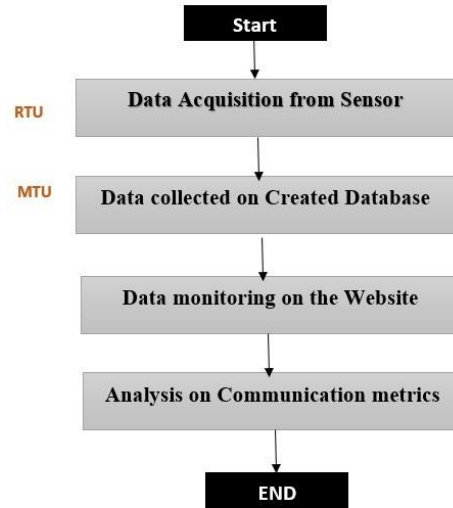 Start
RTU
Data Acquisition from Sensor
MTU
Data collected on Created Database
Data monitoring on the Website
Analysis on Communication metrics
END